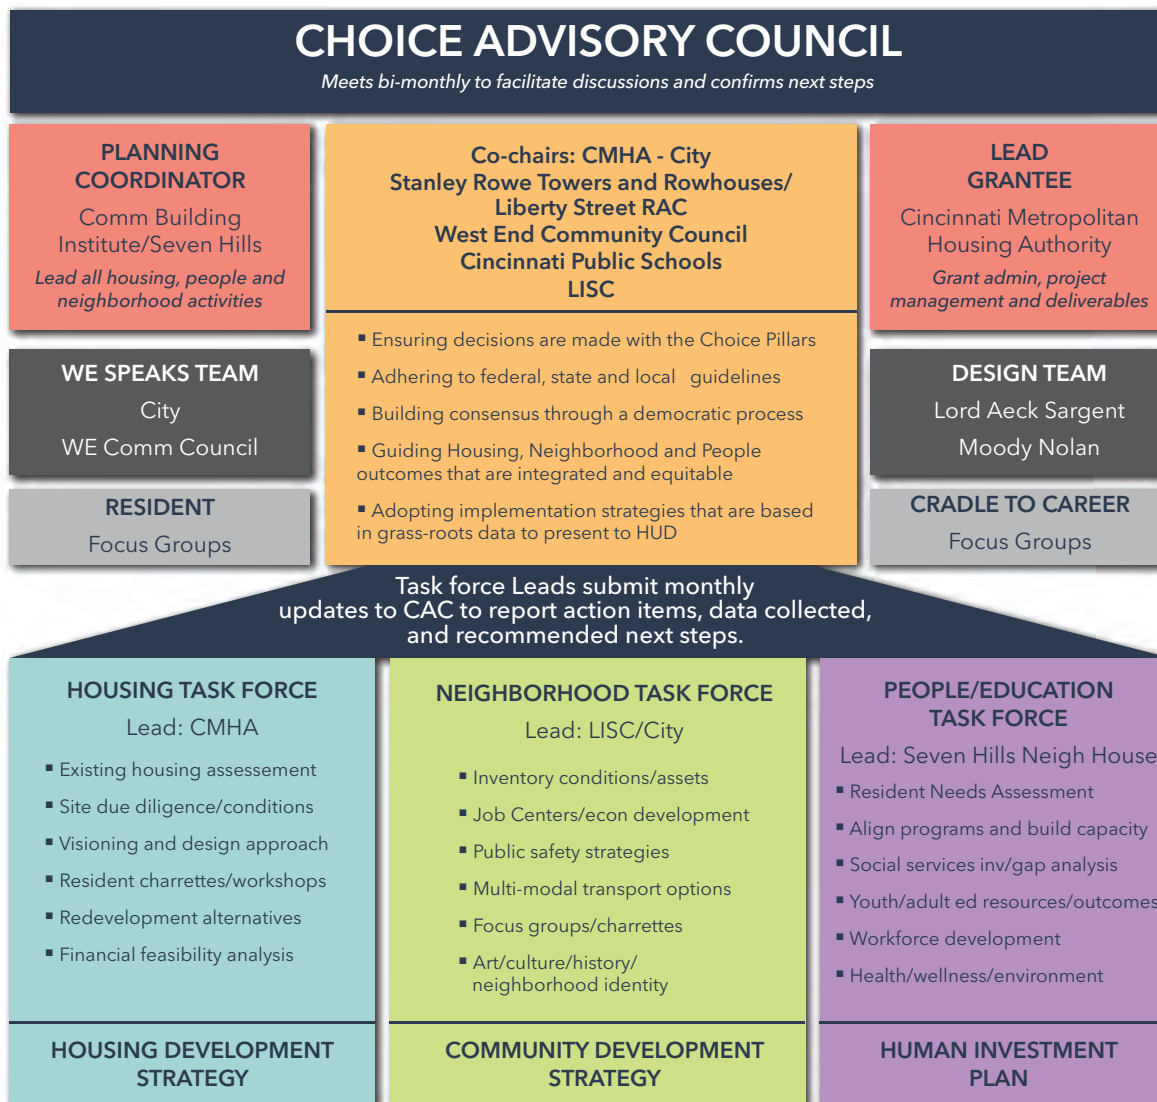 CHOICE ADVISORY COUNCIL
Meets bi-monthly to facilitate discussions and confirms next steps
PLANNING
COORDINATOR
Comm Building
Institute/Seven Hills
Lead all housing, people and
neighborhood activities
WE SPEAKS TEAM
City
WE Comm Council
RESIDENT
Focus Groups
Co-chairs: CMHA - City
Stanley Rowe Towers and Rowhouses/
Liberty Street RAC
West End Community Council
Cincinnati Public Schools
LISC
▪ Ensuring decisions are made with the Choice Pillars
▪ Adhering to federal, state and local guidelines
▪ Building consensus through a democratic process
▪ Guiding Housing, Neighborhood and People
outcomes that are integrated and equitable
▪ Adopting implementation strategies that are based
in grass-roots data to present to HUD
LEAD
GRANTEE
Cincinnati Metropolitan
Housing Authority
Grant admin, project
management and deliverables
DESIGN TEAM
Lord Aeck Sargent
Moody Nolan
CRADLE TO CAREER
Focus Groups
Task force Leads submit monthly
updates to CAC to report action items, data collected,
and recommended next steps.
HOUSING TASK FORCE
Lead: CMHA
▪ Existing housing assessement
▪ Site due diligence/conditions
▪ Visioning and design approach
▪ Resident charrettes/workshops
▪ Redevelopment alternatives
▪ Financial feasibility analysis
HOUSING DEVELOPMENT
STRATEGY
NEIGHBORHOOD TASK FORCE
Lead: LISC/City
▪ Inventory conditions/assets
▪ Job Centers/econ development
▪ Public safety strategies
▪ Multi-modal transport options
▪ Focus groups/charrettes
▪ Art/culture/history/
neighborhood identity
COMMUNITY DEVELOPMENT
STRATEGY
PEOPLE/EDUCATION
TASK FORCE
Lead: Seven Hills Neigh House
▪ Resident Needs Assessment
▪ Align programs and build capacity
▪ Social services inv/gap analysis
▪ Youth/adult ed resources/outcomes
▪ Workforce development
▪ Health/wellness/environment
HUMAN INVESTMENT
PLAN